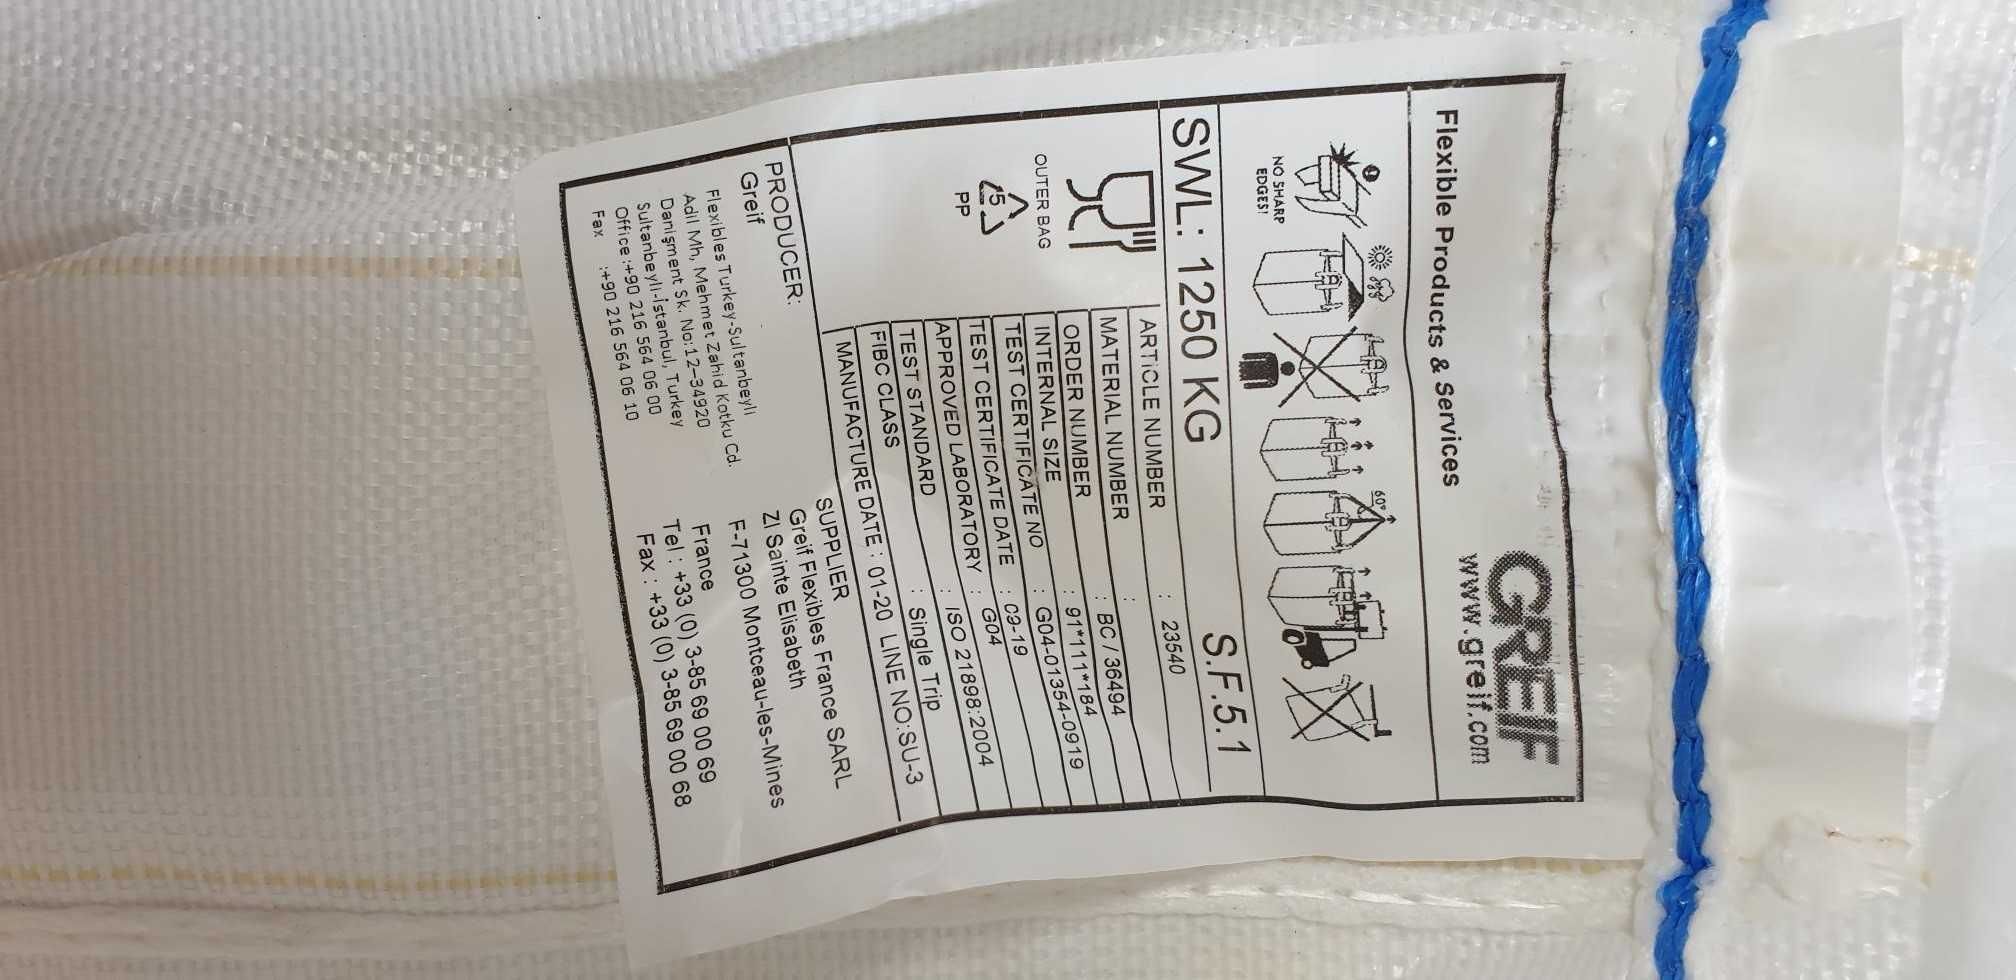 GREIF
Flexible Products & Services www.greif.com
NO SHARP
EDGES!
60°
SWL: 1250 KG S.F.5.1
OUTER BAG
5
PP
ARTiCLE NUMBER : 23540
MATERIAL NUMBER :
ORDER NUMBER : BC / 36494
INTERNAL SIZE : 91*111*184
TEST CERTIFICATE NO : G04-01354-0919
TEST CERTIFICATE DATE : 09-19
APPROVED LABORATORY : G04
TEST STANDARD : ISO 21898:2004
FIBC CLASS : Single Trip
MANUFACTURE DATE : 01-20 LINE NO:SU-3
PRODUCER:
Greif
Flexibles Turkey-Sultanbeyli
Adil Mh, Mehmet Zahid Kotku Cd.
Danişment Sk. No:12-34920
Sultanbeyli-İstanbul, Turkey
Office :+90 216 564 06 00
Fax :+90 216 564 06 10
SUPPLIER
Greif Flexibles France SARL
ZI Sainte Elisabeth
F-71300 Montceau-les-Mines
France
Tel : +33 (0) 3-85 69 00 69
Fax : +33 (0) 3-85 69 00 68